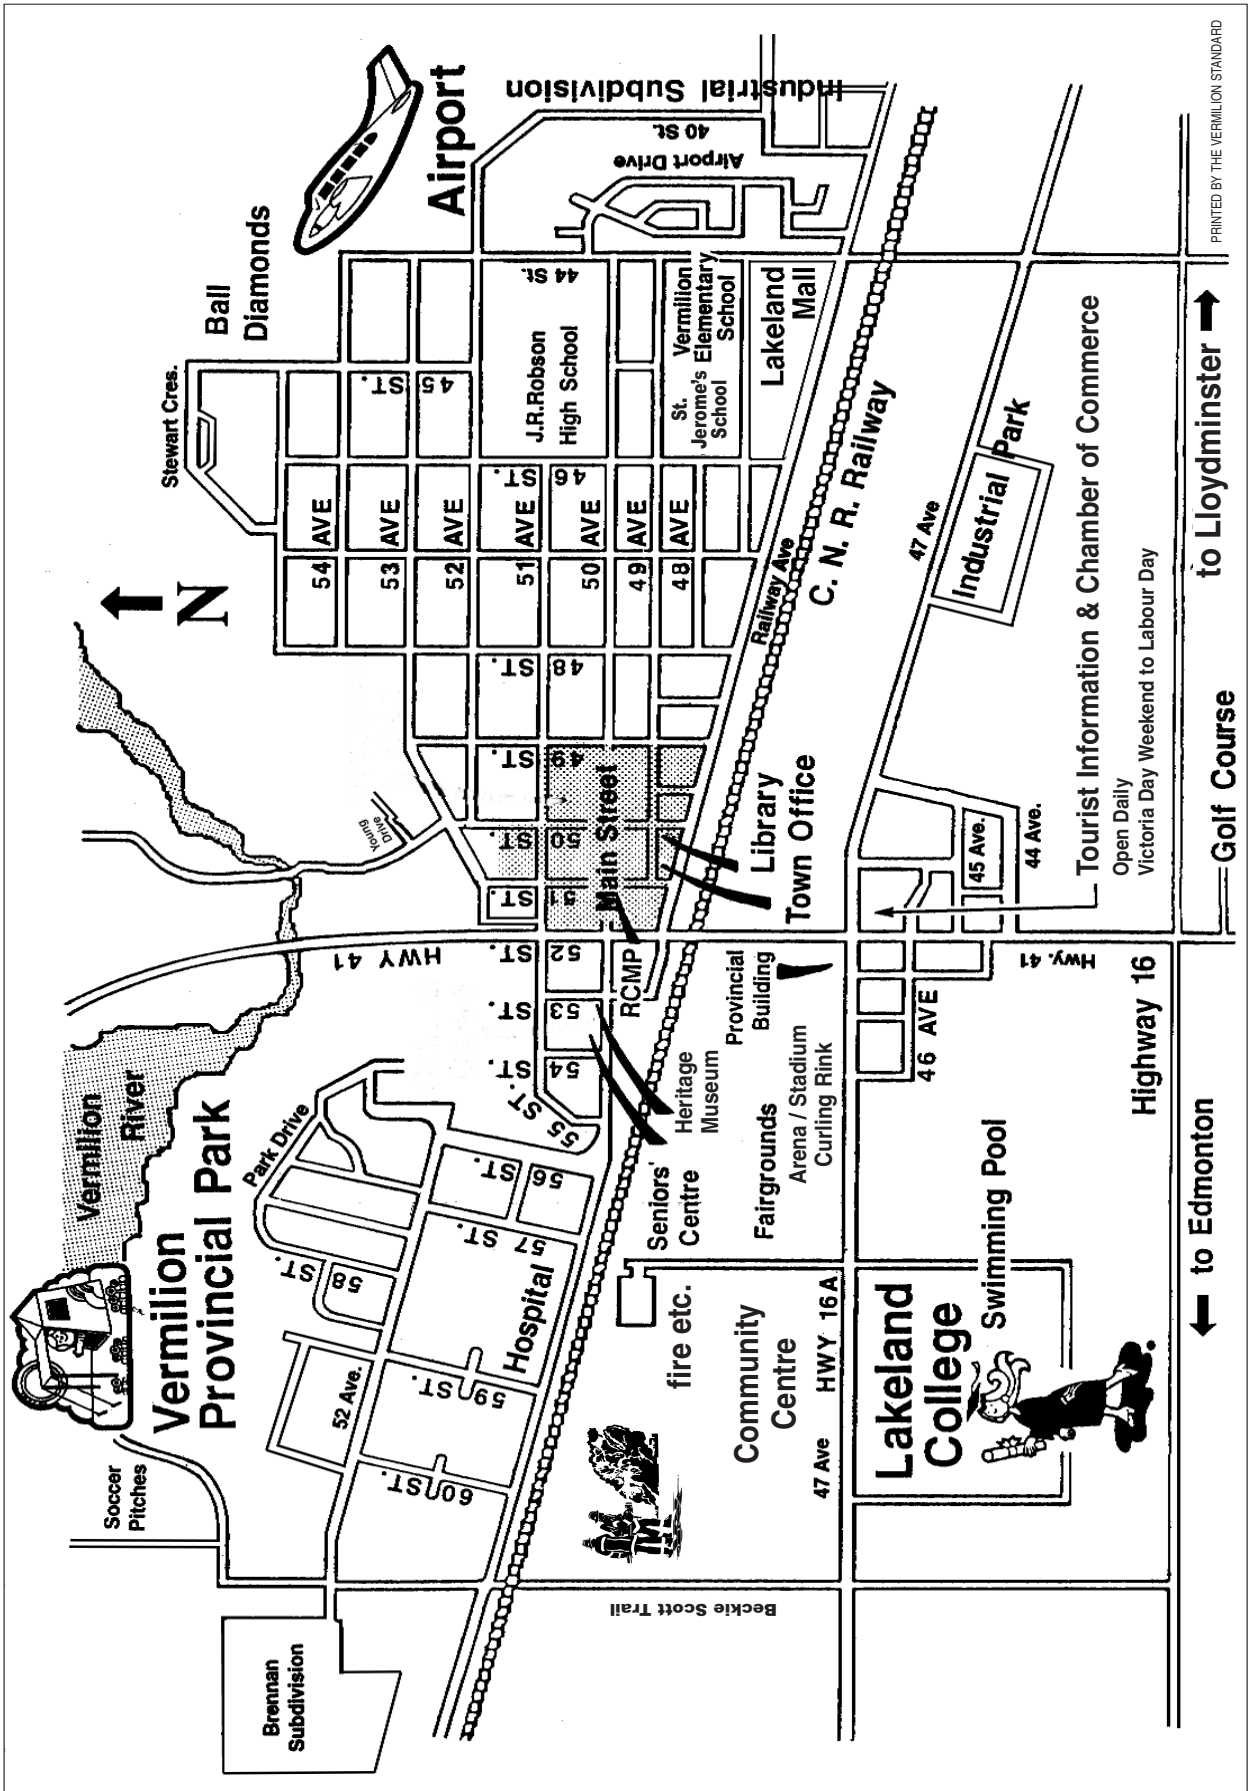 Vermilion
River
Vermilion
Provincial Park
Soccer
Pitches
Brennan
Subdivision
Park Drive
HWY 41
Young
Drive
N
Stewart Cres.
Ball
Diamonds
Airport
Industrial Subdivision
40 St.
Airport Drive
44 St.
45 ST.
46 ST.
48 ST.
49 ST.
50 ST.
51 ST.
52 ST.
53 ST.
54 ST.
55 ST.
56 ST.
57 ST.
58 ST.
59 ST.
60 ST.
52 Ave.
54 AVE
53 AVE
52 AVE
51 AVE
50 AVE
49 AVE
48 AVE
J.R.Robson
High School
St.
Jerome's
School
Vermilion
Elementary
School
Lakeland
Mall
Main Street
RCMP
Library
Town Office
Railway Ave
C. N. R. Railway
Hospital
Heritage
Museum
Seniors'
Centre
Provincial
Building
Fairgrounds
Arena / Stadium
Curling Rink
fire etc.
Community
Centre
Beckie Scott Trail
47 Ave
HWY 16A
47 Ave
Industrial Park
45 Ave.
44 Ave.
46 AVE
Hwy. 41
Lakeland
College
Swimming Pool
Tourist Information & Chamber of Commerce
Open Daily
Victoria Day Weekend to Labour Day
Highway 16
to Edmonton
to Lloydminster
Golf Course
PRINTED BY THE VERMILION STANDARD